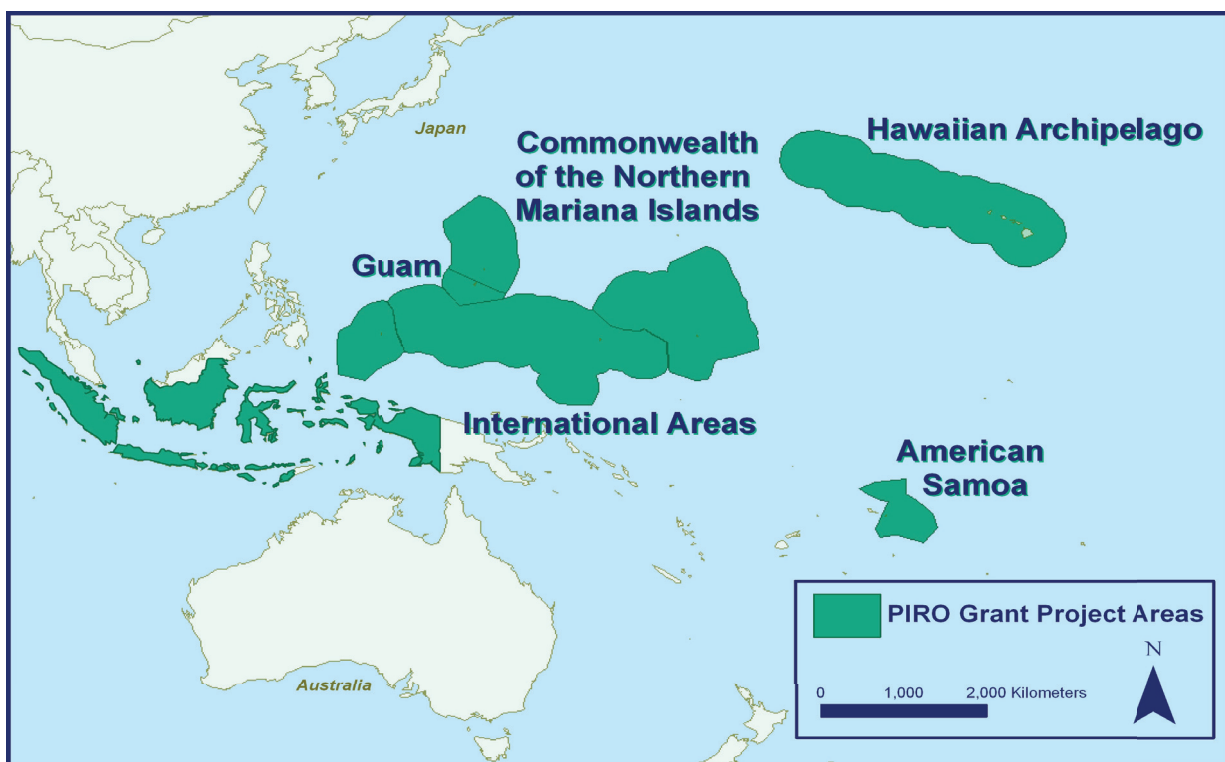 Japan
Hawaiian Archipelago
Commonwealth
of the Northern
Mariana Islands
Guam
International Areas
American
Samoa
Australia
PIRO Grant Project Areas
N
0 1,000 2,000 Kilometers